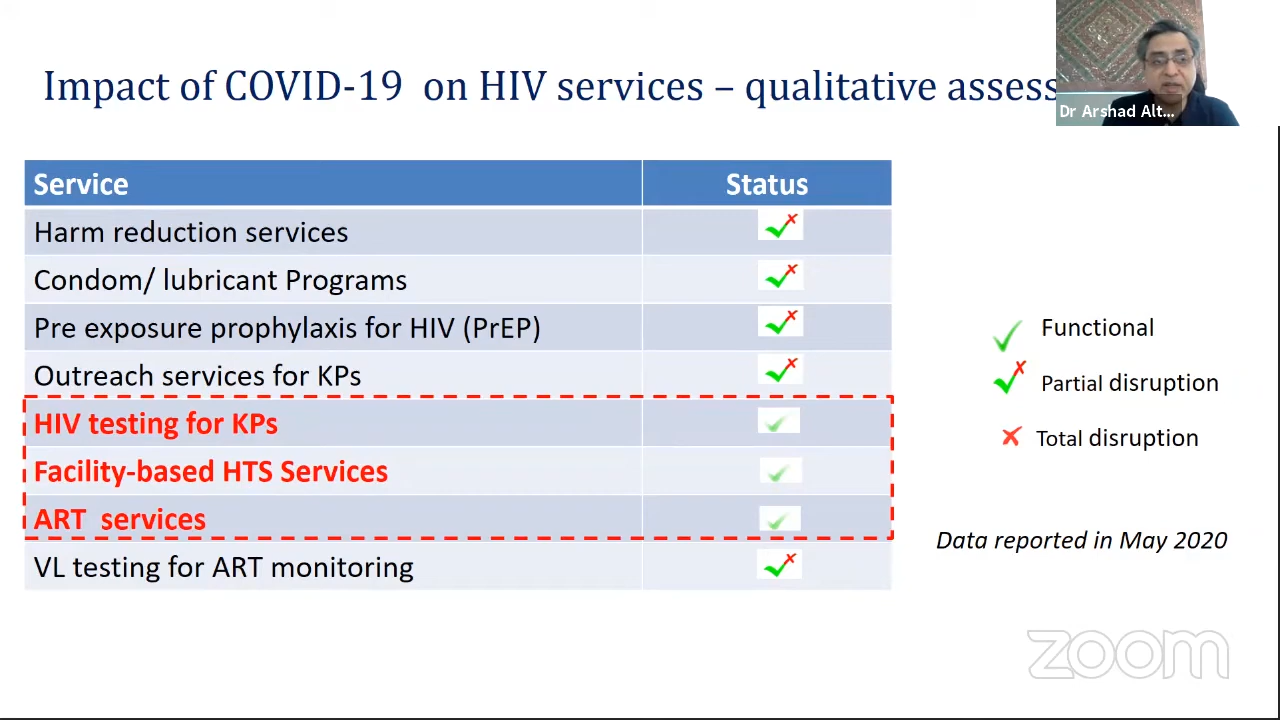 Impact of COVID-19 on HIV services – qualitative assess
Dr Arshad Alt...
Service Status
Harm reduction services
Condom/ lubricant Programs
Pre exposure prophylaxis for HIV (PrEP)
Outreach services for KPs
HIV testing for KPs
Facility-based HTS Services
ART services
VL testing for ART monitoring
Functional
Partial disruption
Total disruption
Data reported in May 2020
zoom